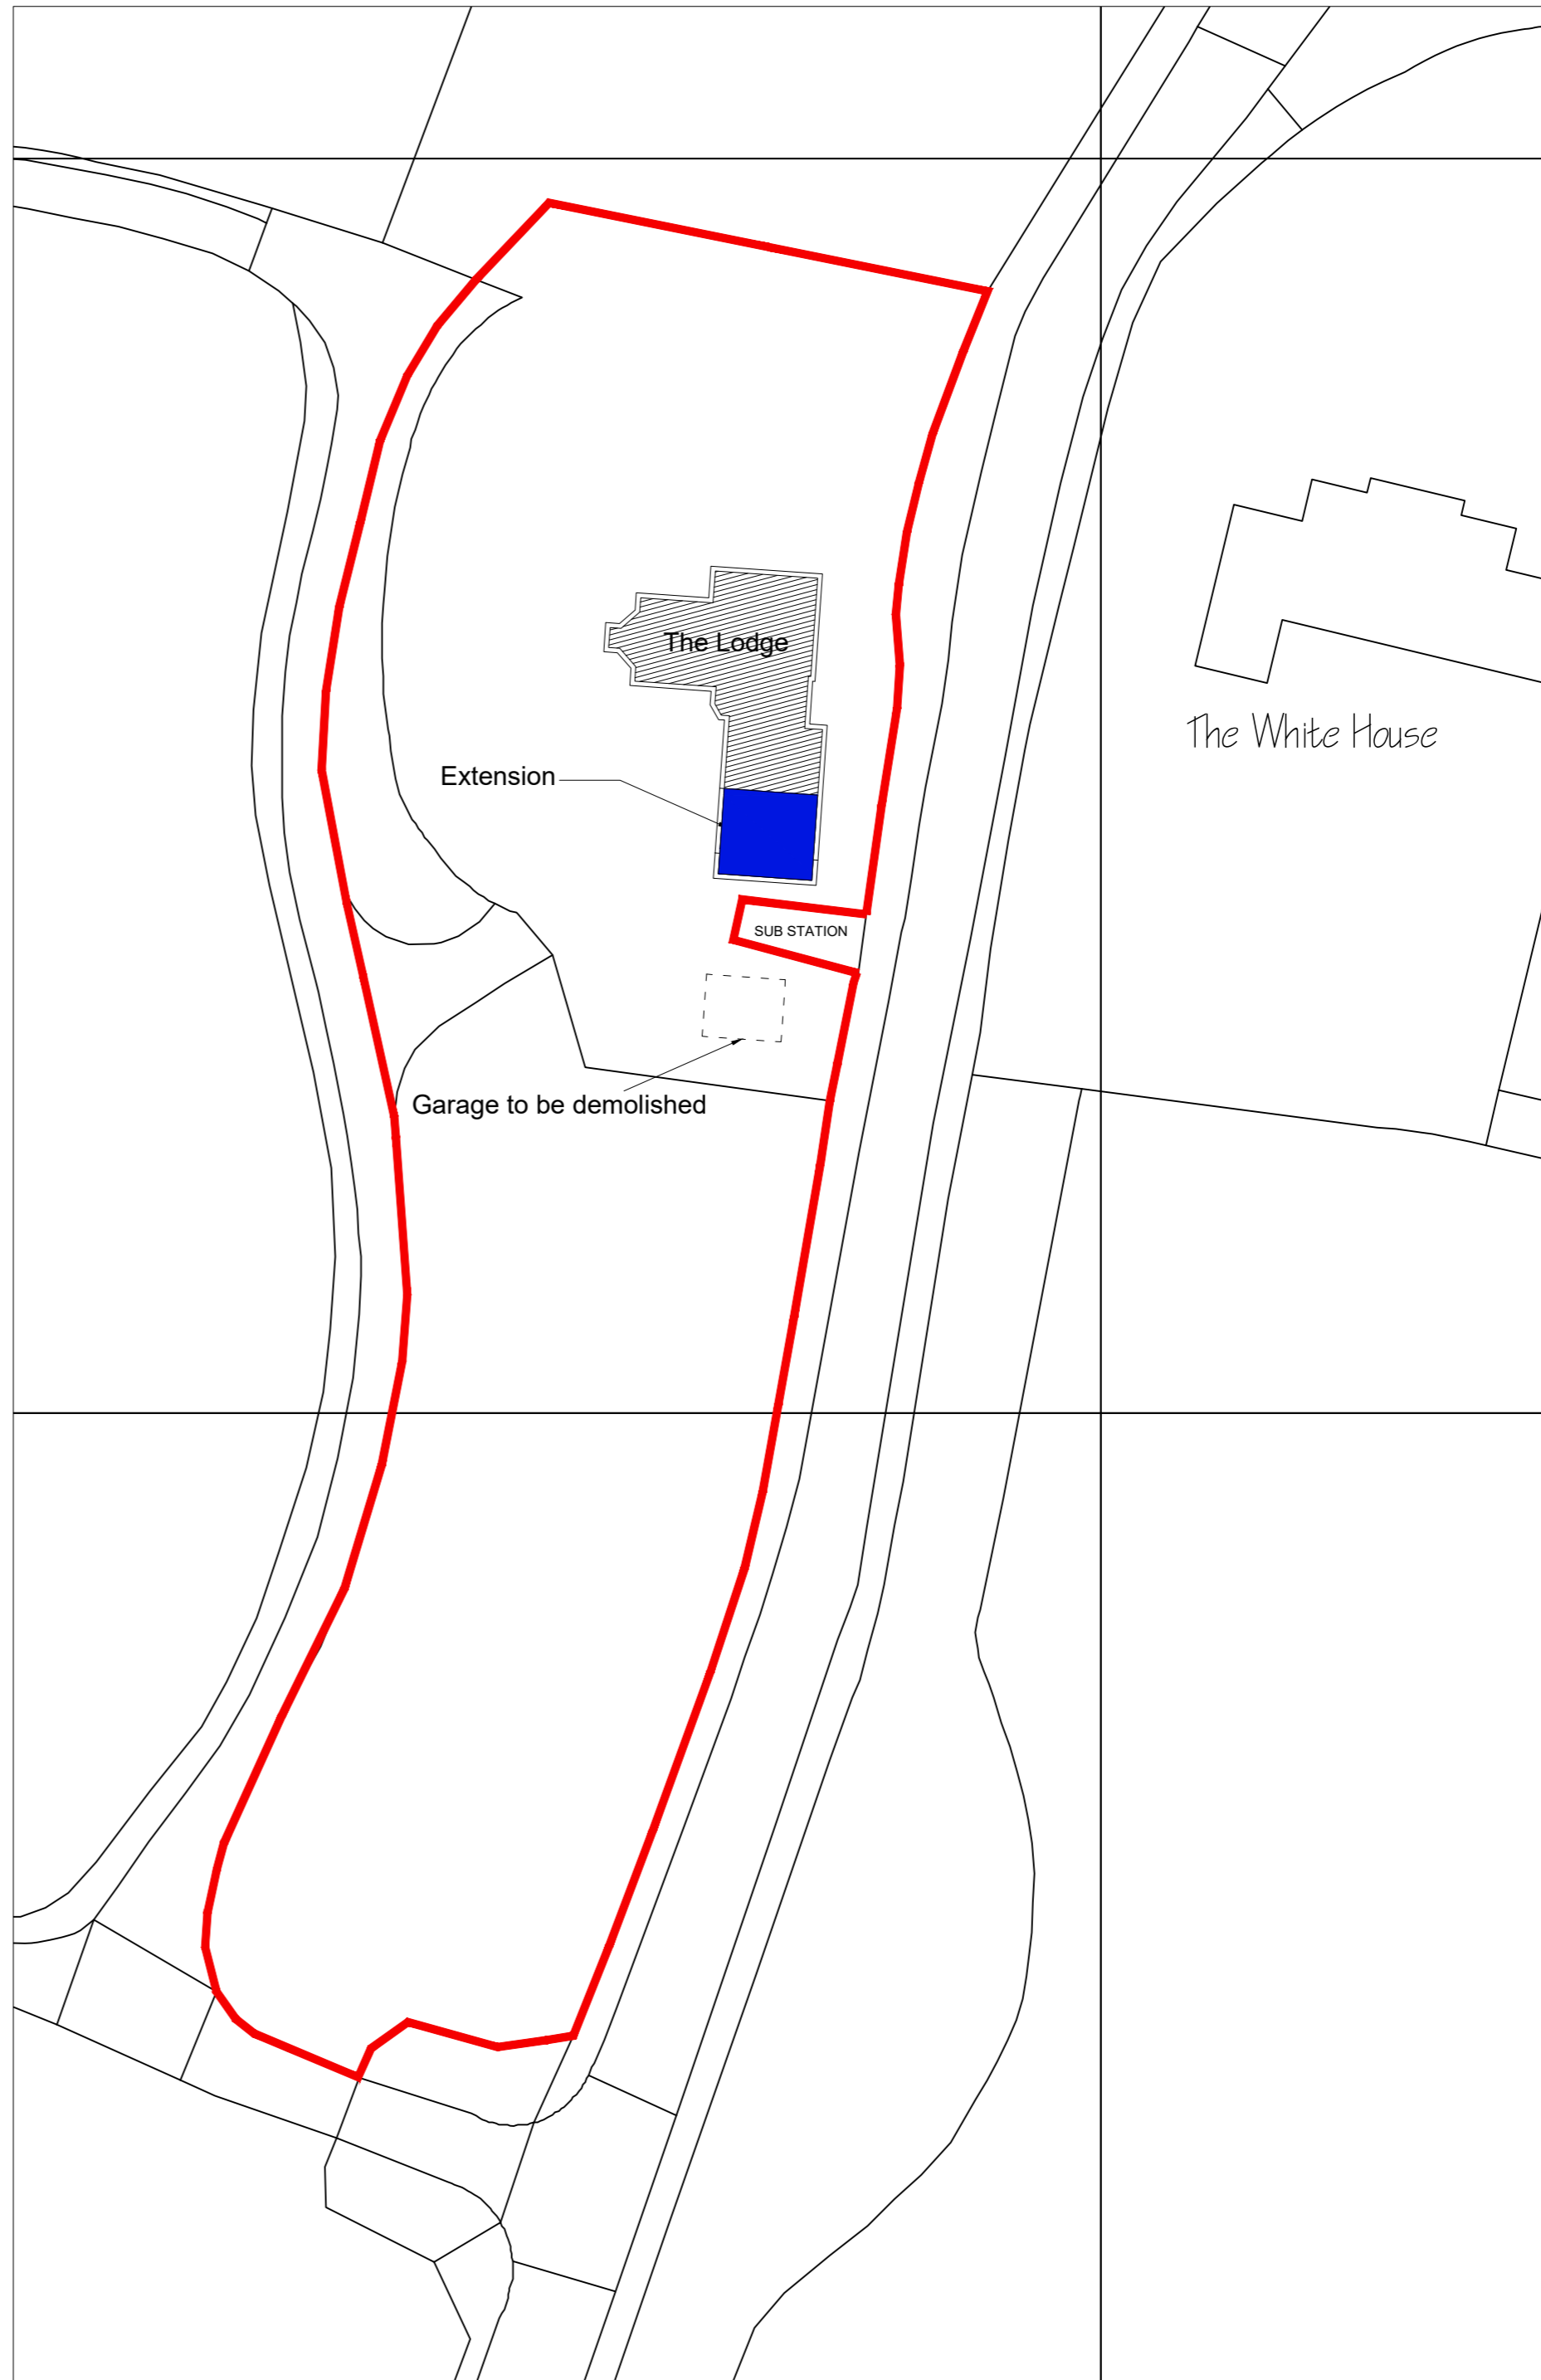 The Lodge
The White House
Extension
SUB STATION
Garage to be demolished